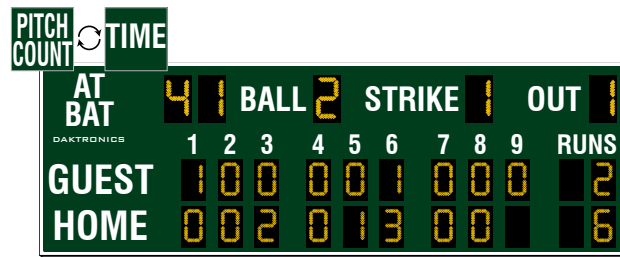 PITCH COUNT TIME
AT BAT 41 BALL 2 STRIKE 1 OUT 1
DAKTRONICS 1 2 3 4 5 6 7 8 9 RUNS
GUEST 1 0 0 0 0 1 0 0 0 2
HOME 0 0 2 0 1 3 0 0 6